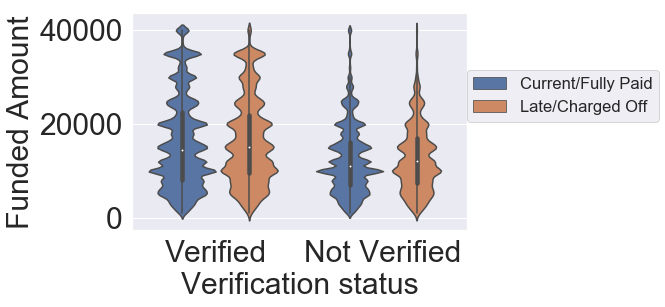 Funded Amount
40000
20000
0
Verified
Not Verified
Verification status
Current/Fully Paid
Late/Charged Off